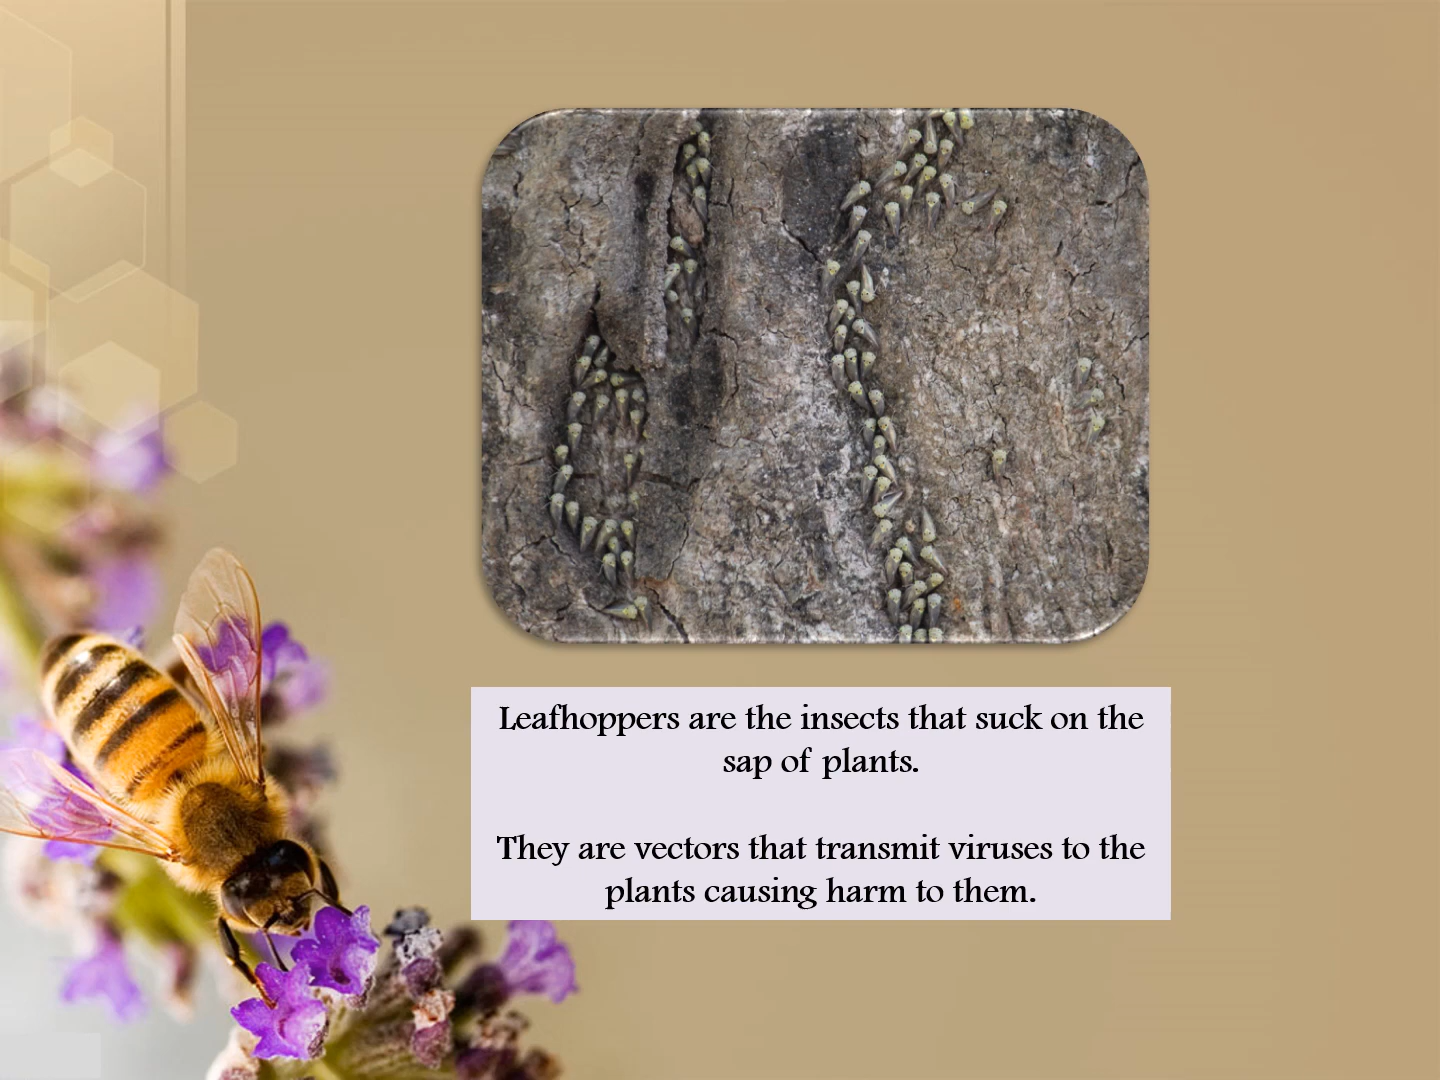 Leafhoppers are the insects that suck on the
sap of plants.
They are vectors that transmit viruses to the
plants causing harm to them.